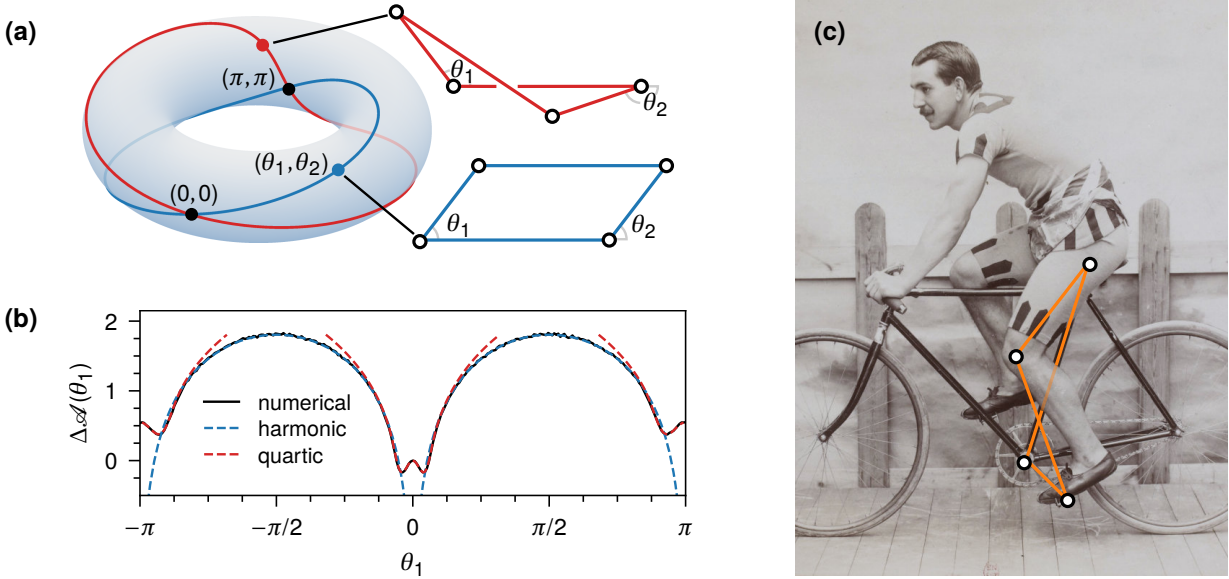 (a)
θ1
θ2
(π, π)
(θ1, θ2)
(0, 0)
θ1
θ2
(b)
Δ𝒜(θ1)
2
1
0
numerical
harmonic
quartic
−π
−π/2
0
π/2
π
θ1
(c)